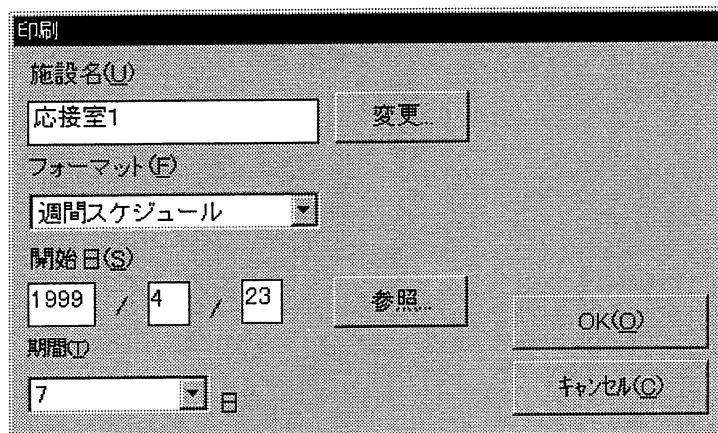 印刷
施設名(U)
応接室1
変更...
フォーマット(F)
週間スケジュール
開始日(S)
1999 / 4 / 23
参照...
OK(O)
期間(T)
キャンセル(C)
7 日